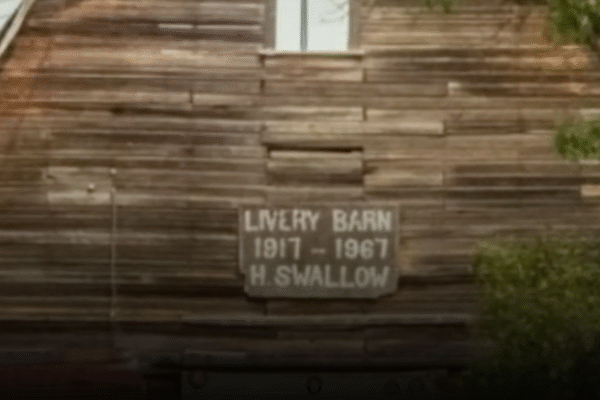 LIVERY BARN
1917 – 1967
H. SWALLOW